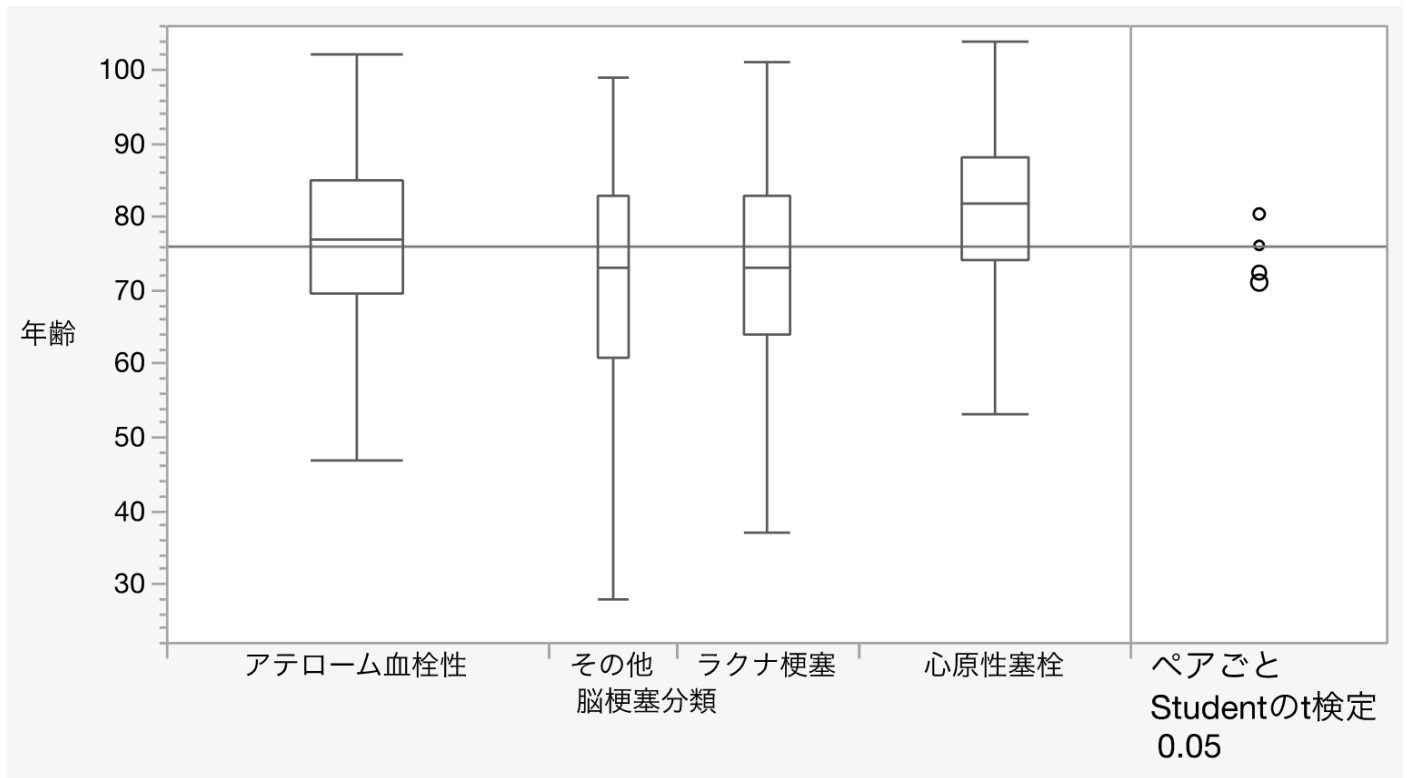 100
90
80
70
60
50
40
30
年齢
アテローム血栓性
その他
ラクナ梗塞
心原性塞栓
脳梗塞分類
ペアごと
Studentのt検定
0.05